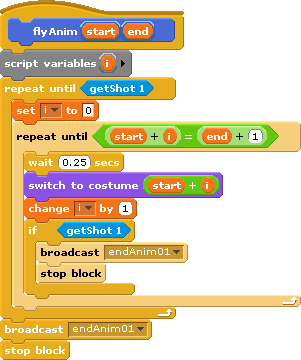 flyAnim start end
script variables i
repeat until getShot 1
set i to 0
repeat until start + i = end + 1
wait 0.25 secs
switch to costume start + i
change i by 1
if getShot 1
broadcast endAnim01
stop block
broadcast endAnim01
stop block